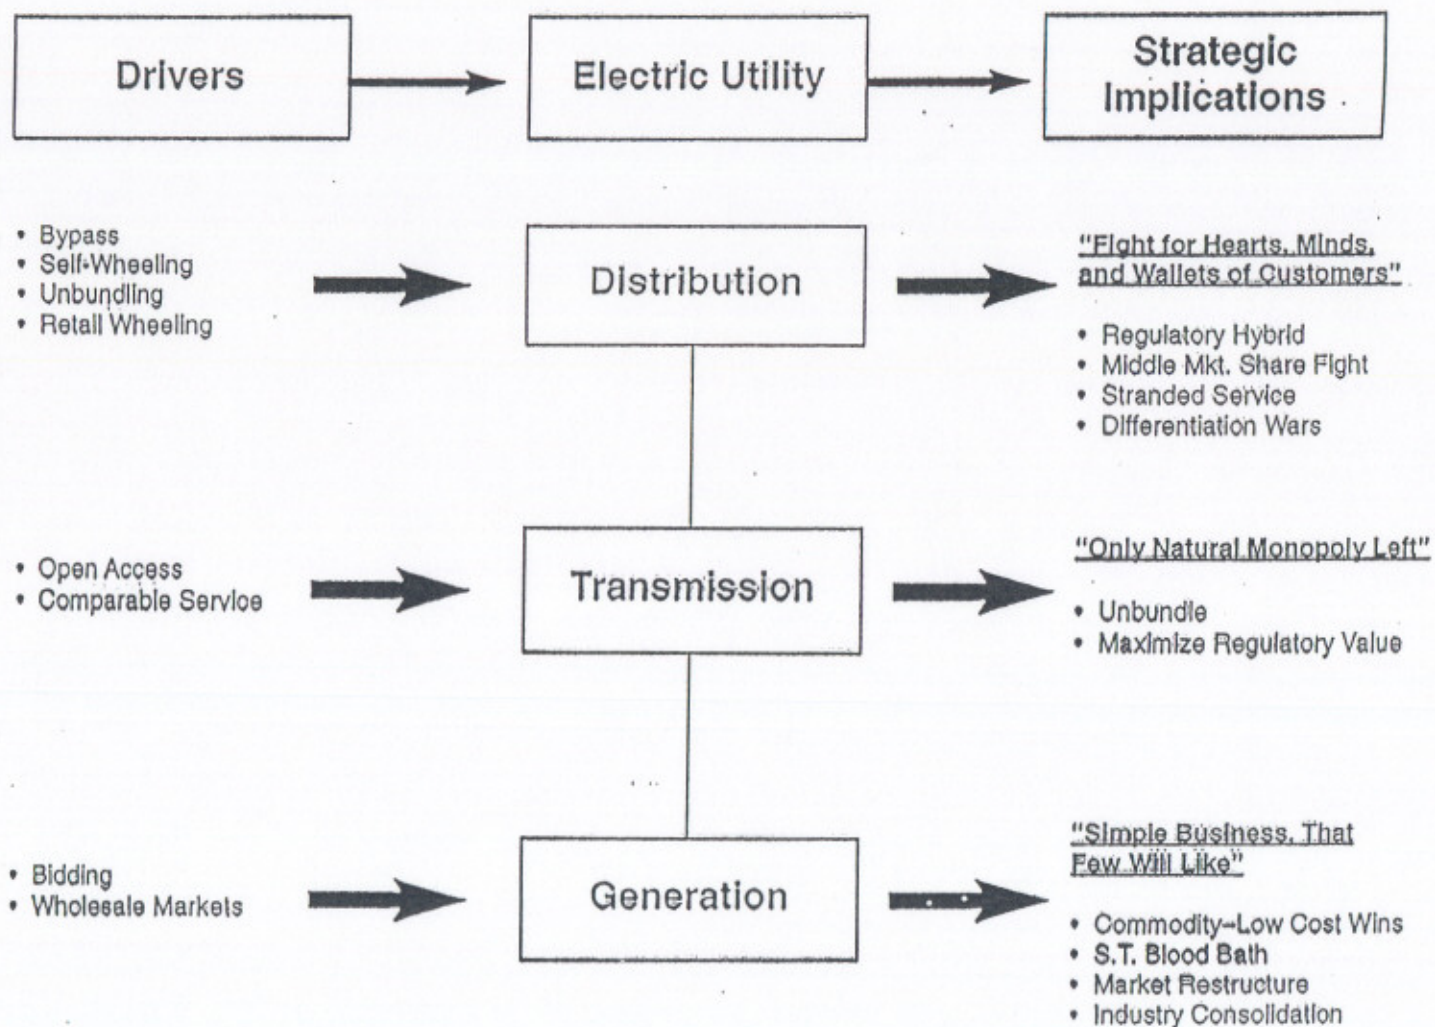 Drivers
Electric Utility
Strategic
Implications
• Bypass
• Self-Wheeling
• Unbundling
• Retail Wheeling
Distribution
"Fight for Hearts, Minds,
and Wallets of Customers"
• Regulatory Hybrid
• Middle Mkt. Share Fight
• Stranded Service
• Differentiation Wars
• Open Access
• Comparable Service
Transmission
"Only Natural Monopoly Left"
• Unbundle
• Maximize Regulatory Value
• Bidding
• Wholesale Markets
Generation
"Simple Business, That
Few Will Like"
• Commodity–Low Cost Wins
• S.T. Blood Bath
• Market Restructure
• Industry Consolidation